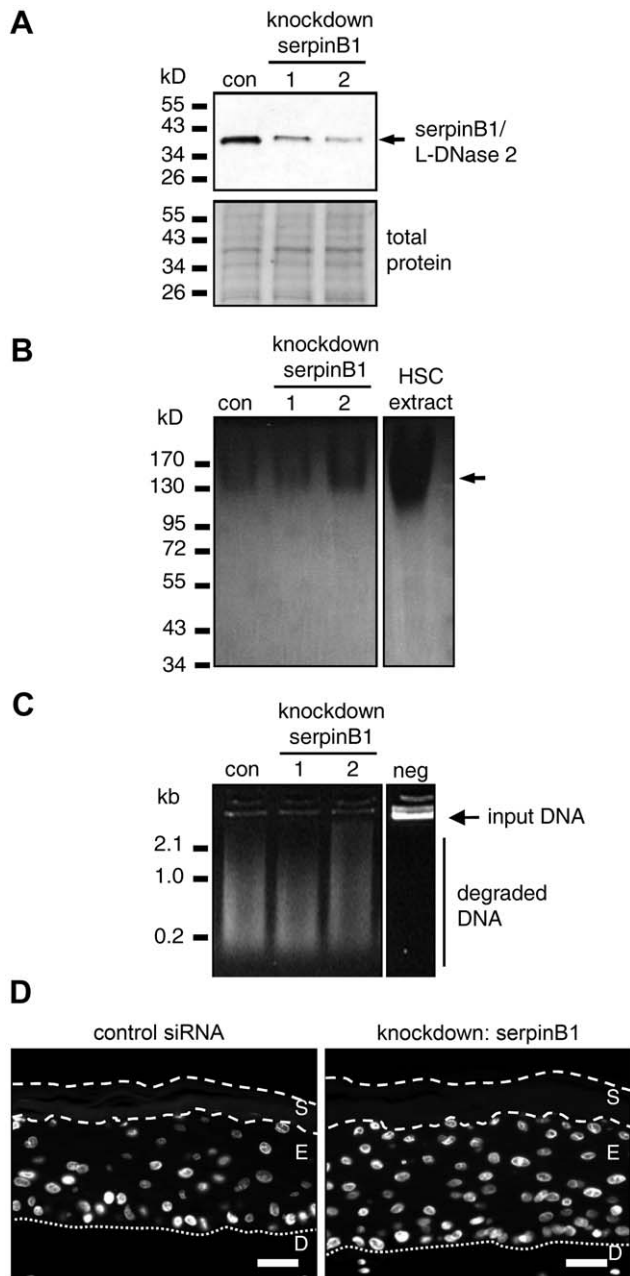 A
knockdown
serpinB1
kD
con 1 2
55
43
34
26
serpinB1/
L-DNase 2
55
43
34
26
total
protein
B
knockdown
serpinB1
HSC
extract
con 1 2
kD
170
130
95
72
55
43
34
C
knockdown
serpinB1
con 1 2 neg
kb
2.1
1.0
0.2
input DNA
degraded
DNA
D
control siRNA
knockdown: serpinB1
S
E
D
S
E
D